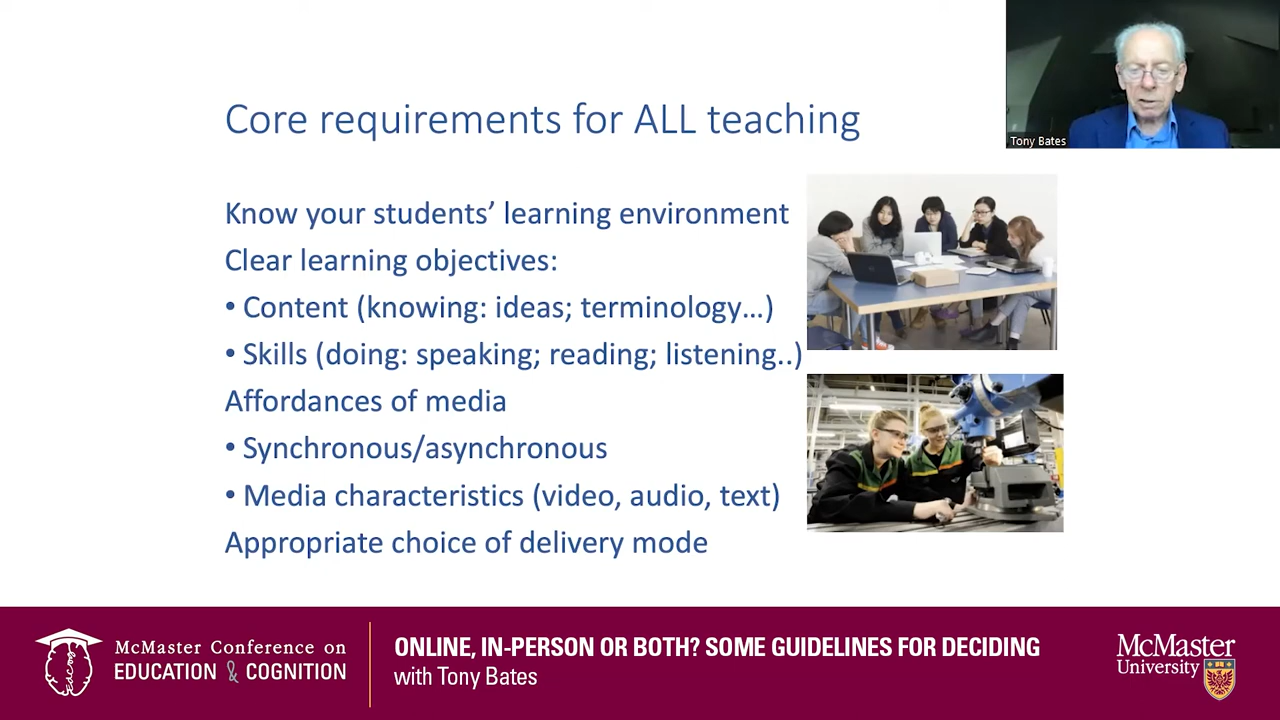 Core requirements for ALL teaching
Tony Bates
Know your students’ learning environment
Clear learning objectives:
• Content (knowing: ideas; terminology…)
• Skills (doing: speaking; reading; listening..)
Affordances of media
• Synchronous/asynchronous
• Media characteristics (video, audio, text)
Appropriate choice of delivery mode
McMaster Conference on
EDUCATION & COGNITION
ONLINE, IN-PERSON OR BOTH? SOME GUIDELINES FOR DECIDING
with Tony Bates
McMaster
University